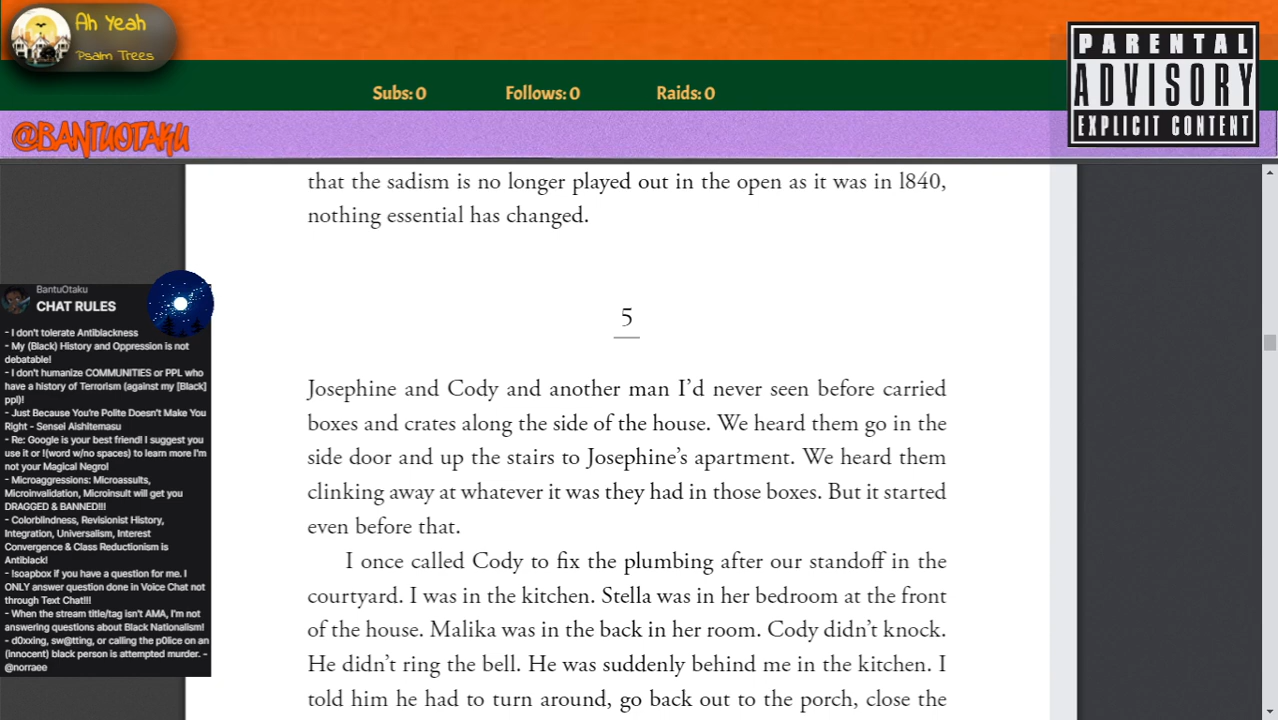 Ah Yeah
Psalm Trees
PARENTAL
ADVISORY
EXPLICIT CONTENT
Subs: 0 Follows: 0 Raids: 0
@BANTUOTAKU
that the sadism is no longer played out in the open as it was in l840,
nothing essential has changed.
5
Josephine and Cody and another man I’d never seen before carried
boxes and crates along the side of the house. We heard them go in the
side door and up the stairs to Josephine’s apartment. We heard them
clinking away at whatever it was they had in those boxes. But it started
even before that.
I once called Cody to fix the plumbing after our standoff in the
courtyard. I was in the kitchen. Stella was in her bedroom at the front
of the house. Malika was in the back in her room. Cody didn’t knock.
He didn’t ring the bell. He was suddenly behind me in the kitchen. I
told him he had to turn around, go back out to the porch, close the
BantuOtaku
CHAT RULES
- I don't tolerate Antiblackness
- My (Black) History and Oppression is not
debatable!
- I don't humanize COMMUNITIES or PPL who
have a history of Terrorism (against my [Black]
ppl)!
- Just Because You're Polite Doesn't Make You
Right - Sensei Aishitemasu
- Re: Google is your best friend! I suggest you
use it or !(word w/no spaces) to learn more I'm
not your Magical Negro!
- Microaggressions: Microassults,
Microinvalidation, Microinsult will get you
DRAGGED & BANNED!!!
- Colorblindness, Revisionist History,
Integration, Universalism, Interest
Convergence & Class Reductionism is
Antiblack!
- !soapbox if you have a question for me. I
ONLY answer question done in Voice Chat not
through Text Chat!!!
- When the stream title/tag isn't AMA, I'm not
answering questions about Black Nationalism!
- d0xxing, sw@tting, or calling the p0lice on an
(innocent) black person is attempted murder. -
@norraee